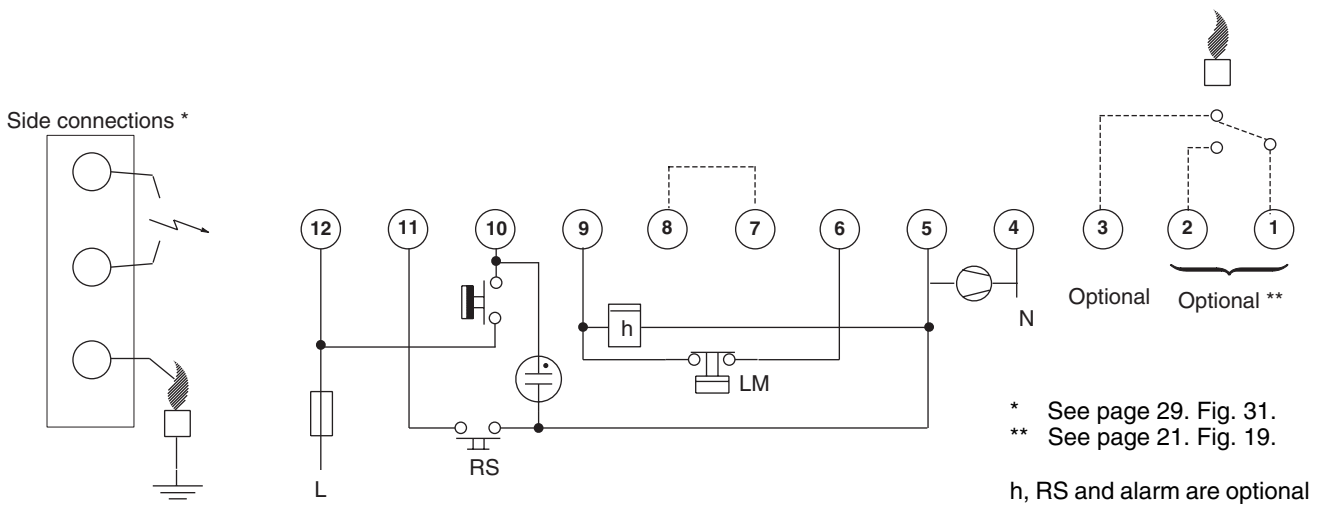 Side connections *
12 11 10 9 8 7 6 5 4 3 2 1
Optional Optional **
N
h
LM
RS
L
* See page 29. Fig. 31.
** See page 21. Fig. 19.
h, RS and alarm are optional